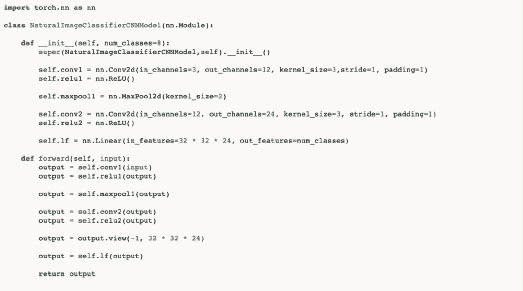 import torch.nn as nn
class NaturalImageClassifierCNNModel(nn.Module):
def __init__(self, num_classes=8):
super(NaturalImageClassifierCNNModel,self).__init__()
self.conv1 = nn.Conv2d(in_channels=3, out_channels=12, kernel_size=3,stride=1, padding=1)
self.relu1 = nn.ReLU()
self.maxpool1 = nn.MaxPool2d(kernel_size=2)
self.conv2 = nn.Conv2d(in_channels=12, out_channels=24, kernel_size=3, stride=1, padding=1)
self.relu2 = nn.ReLU()
self.lf = nn.Linear(in_features=32 * 32 * 24, out_features=num_classes)
def forward(self, input):
output = self.conv1(input)
output = self.relu1(output)
output = self.maxpool1(output)
output = self.conv2(output)
output = self.relu2(output)
output = output.view(-1, 32 * 32 * 24)
output = self.lf(output)
return output